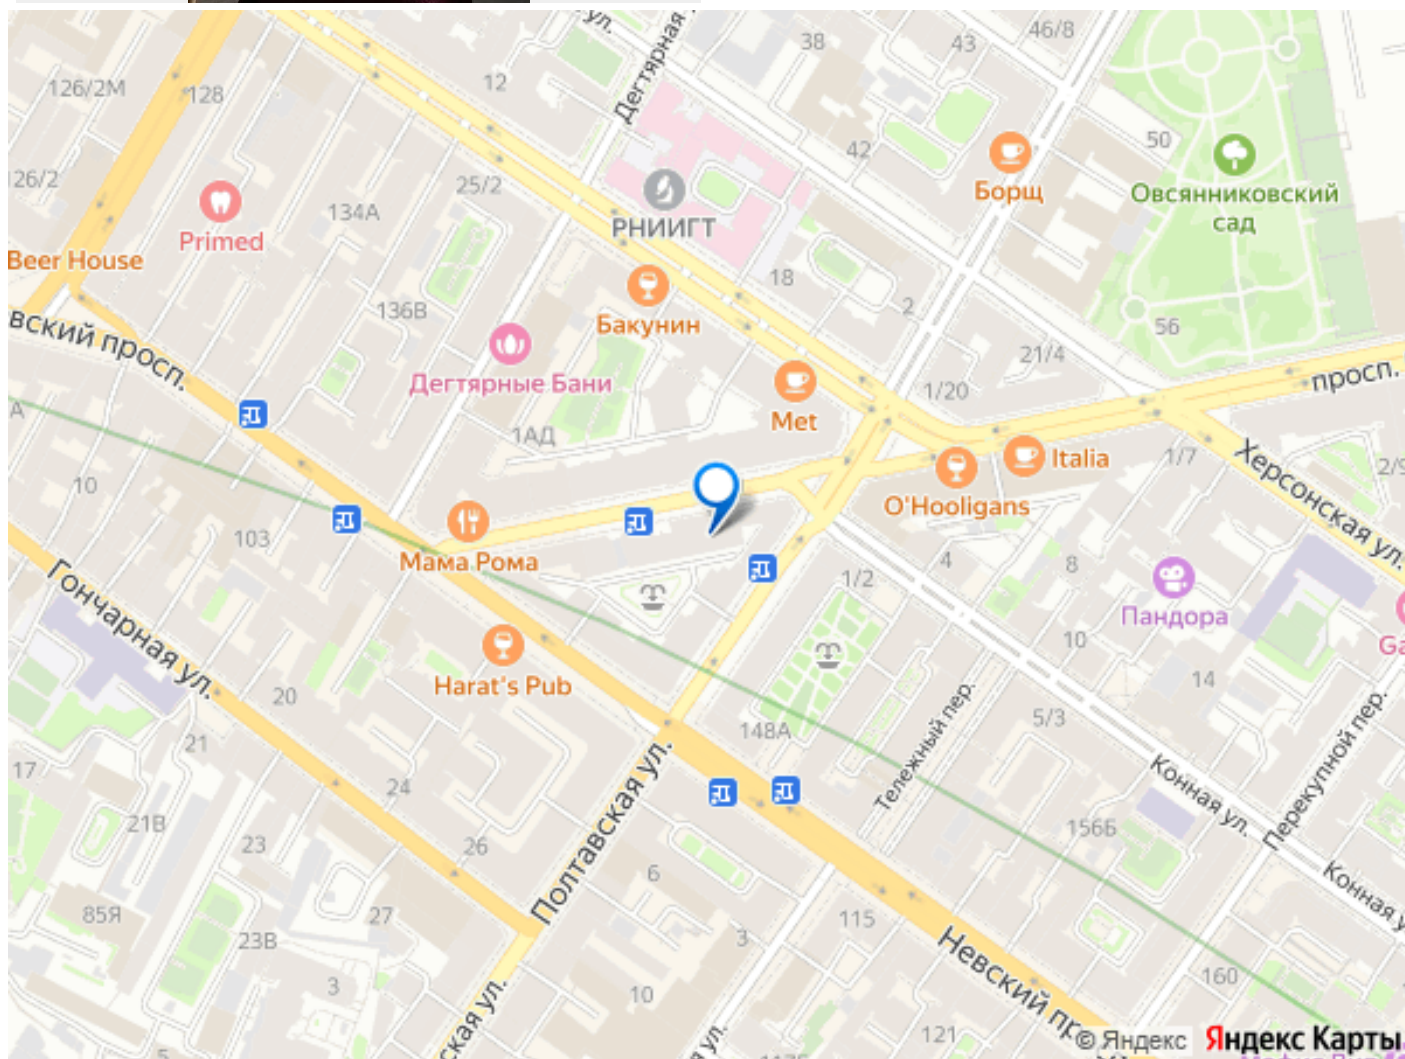 ул.
Дегтярная
38
43
46/8
12
126/2М
128
50
42
Борщ
Овсянниковский
сад
126/2
25/2
134А
РНИИГТ
Primed
Beer House
18
2
136В
Бакунин
56
вский просп.
21/4
Дегтярные Бани
1/20
просп.
Met
А
1АД
Italia
1/7
Херсонская ул.
10
O'Hooligans
103
Мама Рома
4
8
1/2
Гончарная ул.
Пандора
10
Harat's Pub
14
20
5/3
148А
21
Тележный пер.
Перекупной пер.
17
24
Конная ул.
21В
156Б
23
26
Полтавская ул.
6
Конная у
85Я
27
115
23В
3
Невский пр
3
160
10
ская ул.
121
ул.
© Яндекс
Яндекс Карты